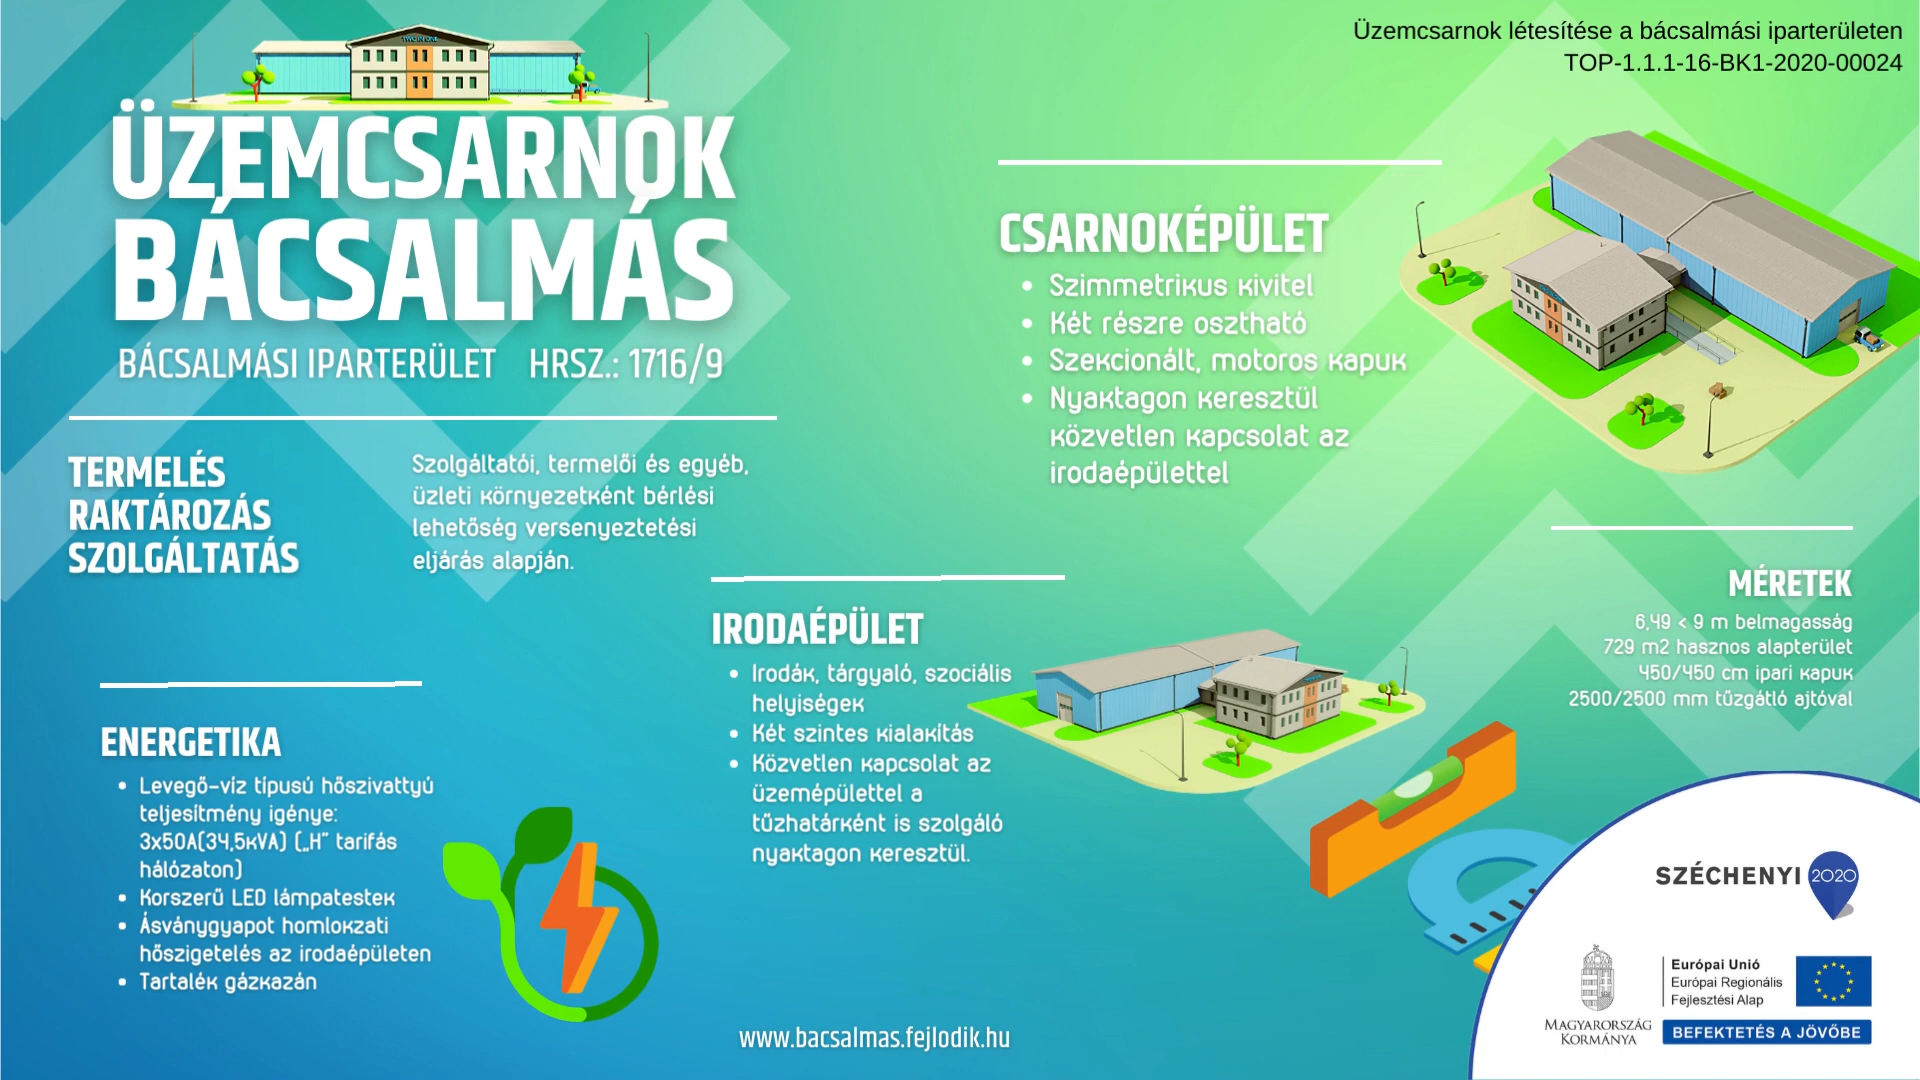 Üzemcsarnok létesítése a bácsalmási iparterületen
TOP-1.1.1-16-BK1-2020-00024
ÜZEMCSARNOK
BÁCSALMÁS
BÁCSALMÁSI IPARTERÜLET HRSZ.: 1716/9
TERMELÉS
RAKTÁROZÁS
SZOLGÁLTATÁS
Szolgáltatói, termelői és egyéb,
üzleti környezetként bérlési
lehetőség versenyeztetési
eljárás alapján.
CSARNOKÉPÜLET
• Szimmetrikus kivitel
• Két részre osztható
• Szekcionált, motoros kapuk
• Nyaktagon keresztül
közvetlen kapcsolat az
irodaépülettel
MÉRETEK
6,49 < 9 m belmagasság
729 m2 hasznos alapterület
450/450 cm ipari kapuk
2500/2500 mm tűzgátló ajtóval
IRODAÉPÜLET
• Irodák, tárgyaló, szociális
helyiségek
• Két szintes kialakítás
• Közvetlen kapcsolat az
üzemépülettel a
tűzhatárként is szolgáló
nyaktagon keresztül.
ENERGETIKA
• Levegő-víz típusú hőszivattyú
teljesítmény igénye:
3x50A(34,5kVA) („H" tarifás
hálózaton)
• Korszerű LED lámpatestek
• Ásványgyapot homlokzati
hőszigetelés az irodaépületen
• Tartalék gázkazán
www.bacsalmas.fejlodik.hu
SZÉCHENYI 2020
MAGYARORSZÁG
KORMÁNYA
Európai Unió
Európai Regionális
Fejlesztési Alap
BEFEKTETÉS A JÖVŐBE